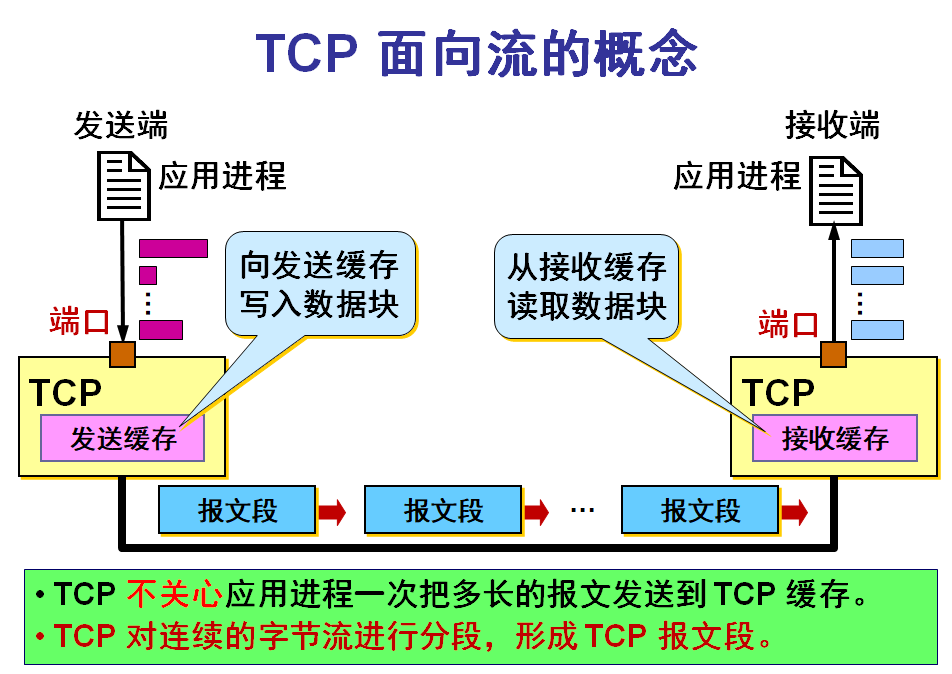 TCP 面向流的概念
发送端
接收端
应用进程
应用进程
向发送缓存
写入数据块
从接收缓存
读取数据块
⋮
⋮
端口
端口
TCP
TCP
发送缓存
接收缓存
报文段
报文段
…
报文段
• TCP 不关心应用进程一次把多长的报文发送到 TCP 缓存。
• TCP 对连续的字节流进行分段，形成 TCP 报文段。